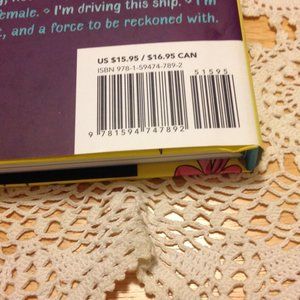 emale. ⋄ I'm driving this ship. ⋄ I'm
, and a force to be reckoned with.
US $15.95 / $16.95 CAN
ISBN 978-1-59474-789-2
51595
9 781594 747892